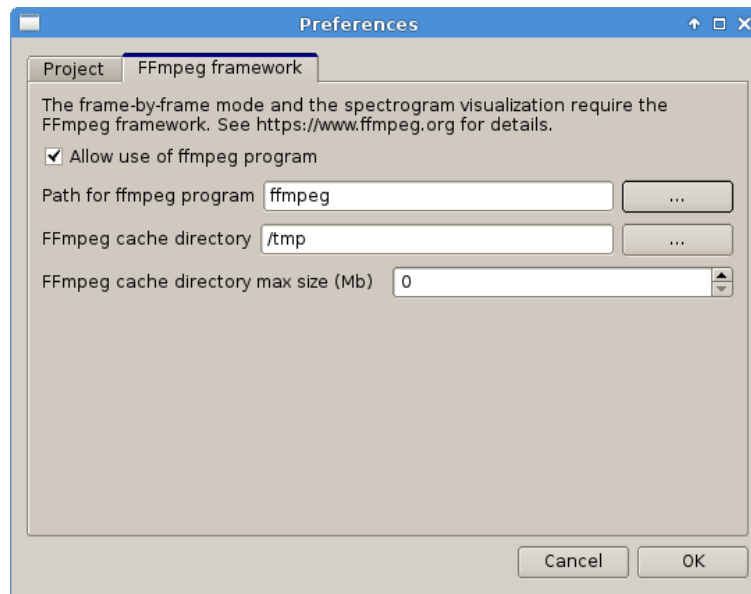 Preferences
Project
FFmpeg framework
The frame-by-frame mode and the spectrogram visualization require the
FFmpeg framework. See https://www.ffmpeg.org for details.
Allow use of ffmpeg program
Path for ffmpeg program ffmpeg ...
FFmpeg cache directory /tmp ...
FFmpeg cache directory max size (Mb) 0
Cancel OK